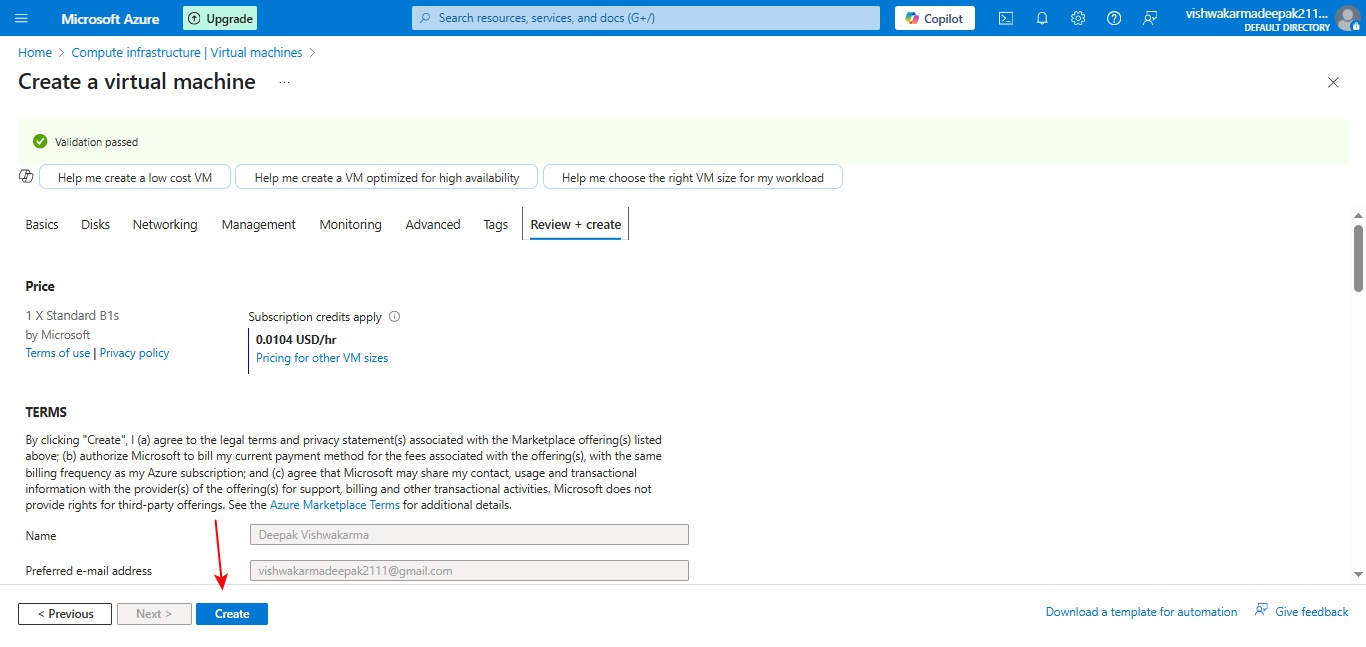 Microsoft Azure
Upgrade
Search resources, services, and docs (G+/)
Copilot
vishwakarmadeepak211...
DEFAULT DIRECTORY
Home > Compute infrastructure | Virtual machines >
Create a virtual machine ...
Validation passed
Help me create a low cost VM
Help me create a VM optimized for high availability
Help me choose the right VM size for my workload
Basics Disks Networking Management Monitoring Advanced Tags Review + create
Price
1 X Standard B1s
by Microsoft
Terms of use | Privacy policy
Subscription credits apply
0.0104 USD/hr
Pricing for other VM sizes
TERMS
By clicking "Create", I (a) agree to the legal terms and privacy statement(s) associated with the Marketplace offering(s) listed
above; (b) authorize Microsoft to bill my current payment method for the fees associated with the offering(s), with the same
billing frequency as my Azure subscription; and (c) agree that Microsoft may share my contact, usage and transactional
information with the provider(s) of the offering(s) for support, billing and other transactional activities. Microsoft does not
provide rights for third-party offerings. See the Azure Marketplace Terms for additional details.
Name
Deepak Vishwakarma
Preferred e-mail address
vishwakarmadeepak2111@gmail.com
< Previous
Next >
Create
Download a template for automation
Give feedback